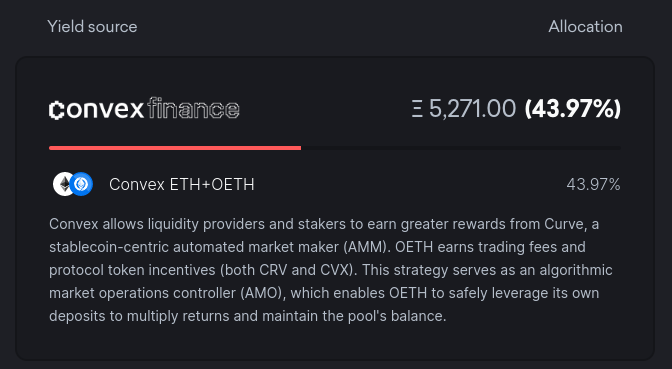 Yield source Allocation
convex finance Ξ 5,271.00 (43.97%)
Convex ETH+OETH 43.97%
Convex allows liquidity providers and stakers to earn greater rewards from Curve, a
stablecoin-centric automated market maker (AMM). OETH earns trading fees and
protocol token incentives (both CRV and CVX). This strategy serves as an algorithmic
market operations controller (AMO), which enables OETH to safely leverage its own
deposits to multiply returns and maintain the pool's balance.